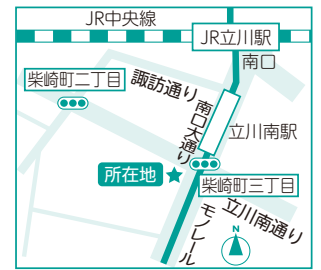 JR中央線
JR立川駅
南口
柴崎町二丁目
諏訪通り
南口大通り
立川南駅
所在地
柴崎町三丁目
立川南通り
モノレール
N